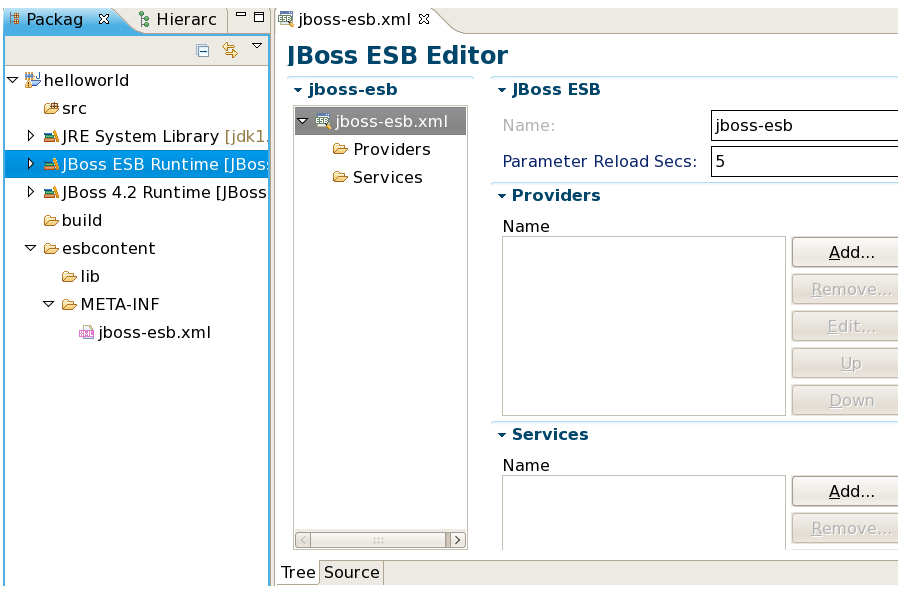 Packag
Hierarc
helloworld
src
JRE System Library [jdk1.
JBoss ESB Runtime [JBoss
JBoss 4.2 Runtime [JBoss
build
esbcontent
lib
META-INF
jboss-esb.xml
jboss-esb.xml
JBoss ESB Editor
jboss-esb
jboss-esb.xml
Providers
Services
JBoss ESB
Name: jboss-esb
Parameter Reload Secs: 5
Providers
Name
Add...
Remove...
Edit...
Up
Down
Services
Name
Add...
Remove...
Tree Source